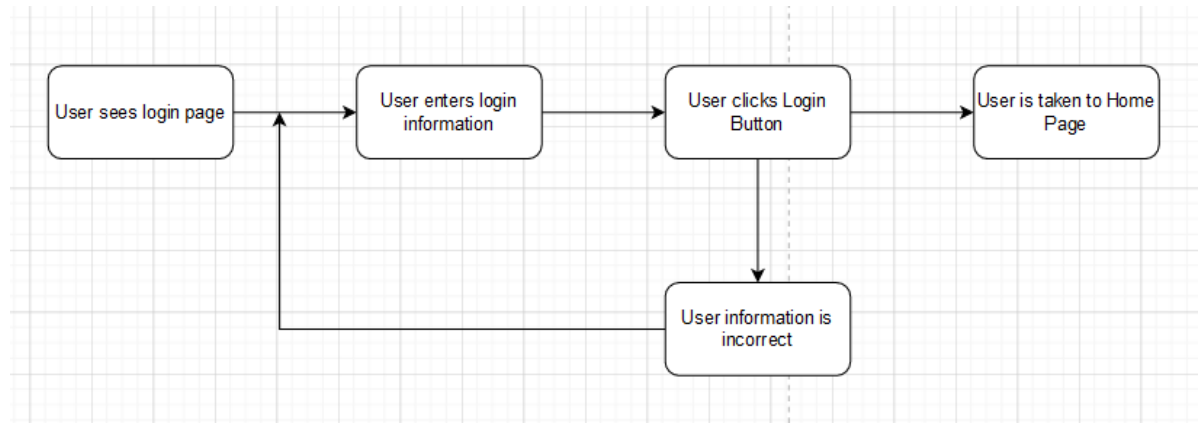 User sees login page
User enters login
information
User clicks Login
Button
User is taken to Home
Page
User information is
incorrect